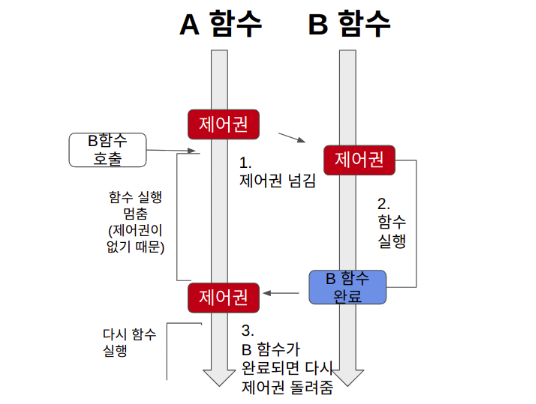 A 함수
B 함수
제어권
B함수
호출
1.
제어권 넘김
제어권
함수 실행
멈춤
(제어권이
없기 때문)
2.
함수
실행
B 함수
완료
제어권
다시 함수
실행
3.
B 함수가
완료되면 다시
제어권 돌려줌